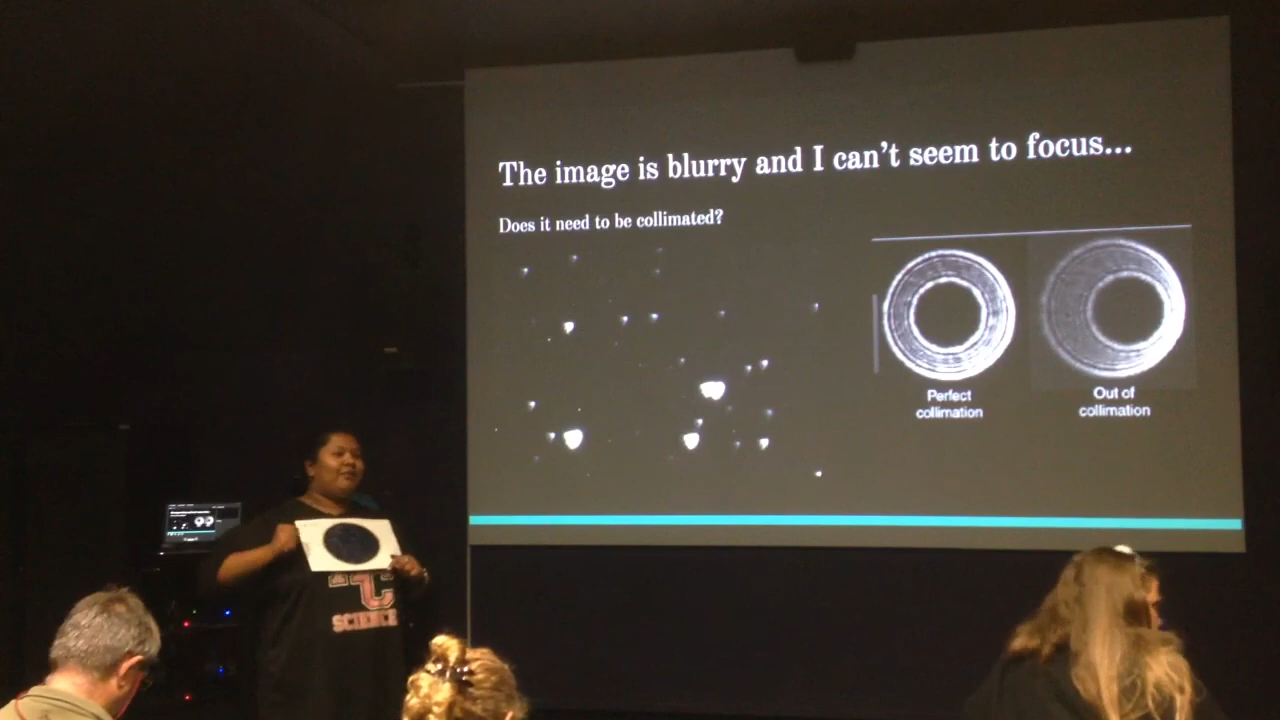 The image is blurry and I can't seem to focus...
Does it need to be collimated?
Perfect
collimation
Out of
collimation
SCIENCE